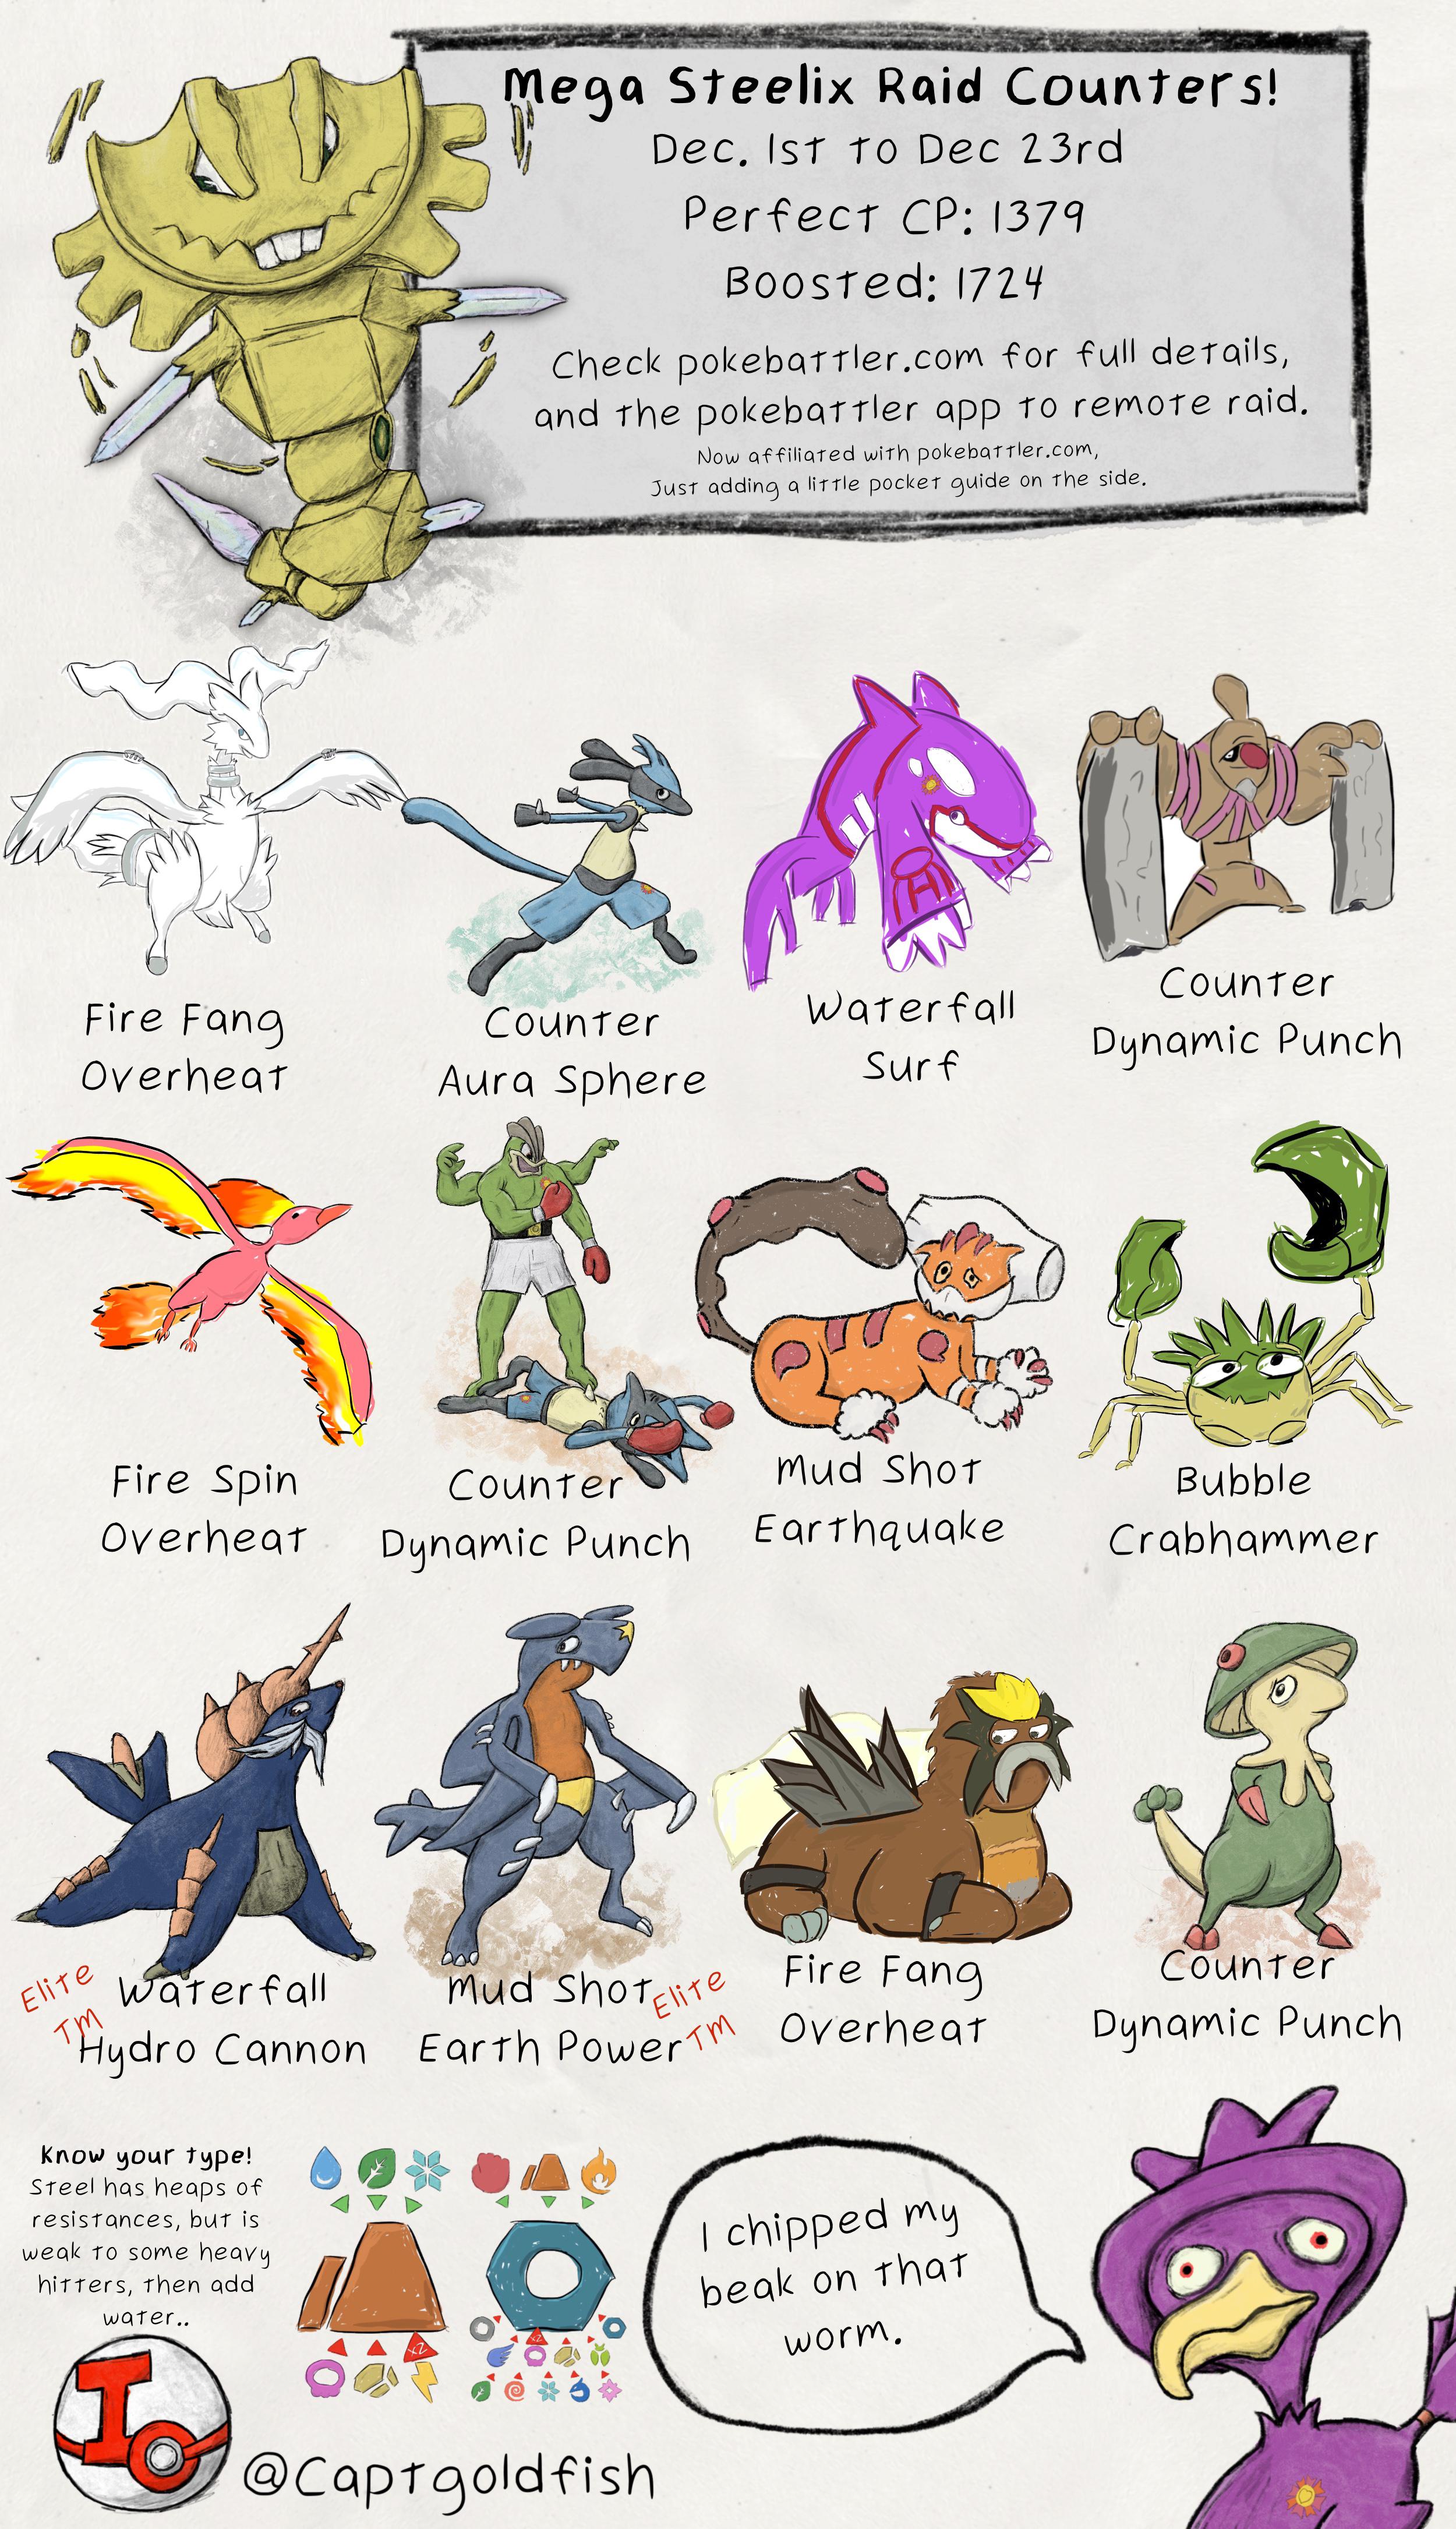 Mega Steelix Raid Counters!
Dec. 1st to Dec 23rd
Perfect CP: 1379
Boosted: 1724
Check pokebattler.com for full details,
and the pokebattler app to remote raid.
Now affiliated with pokebattler.com,
Just adding a little pocket guide on the side.
Fire Fang
Overheat
Counter
Aura Sphere
Waterfall
Surf
Counter
Dynamic Punch
Fire Spin
Overheat
Counter
Dynamic Punch
Mud Shot
Earthquake
Bubble
Crabhammer
Elite
TM
Waterfall
Hydro Cannon
Mud Shot
Earth Power
Elite
TM
Fire Fang
Overheat
Counter
Dynamic Punch
Know your type!
Steel has heaps of
resistances, but is
weak to some heavy
hitters, then add
water..
x2
x2
I chipped my
beak on that
worm.
I
@Captgoldfish